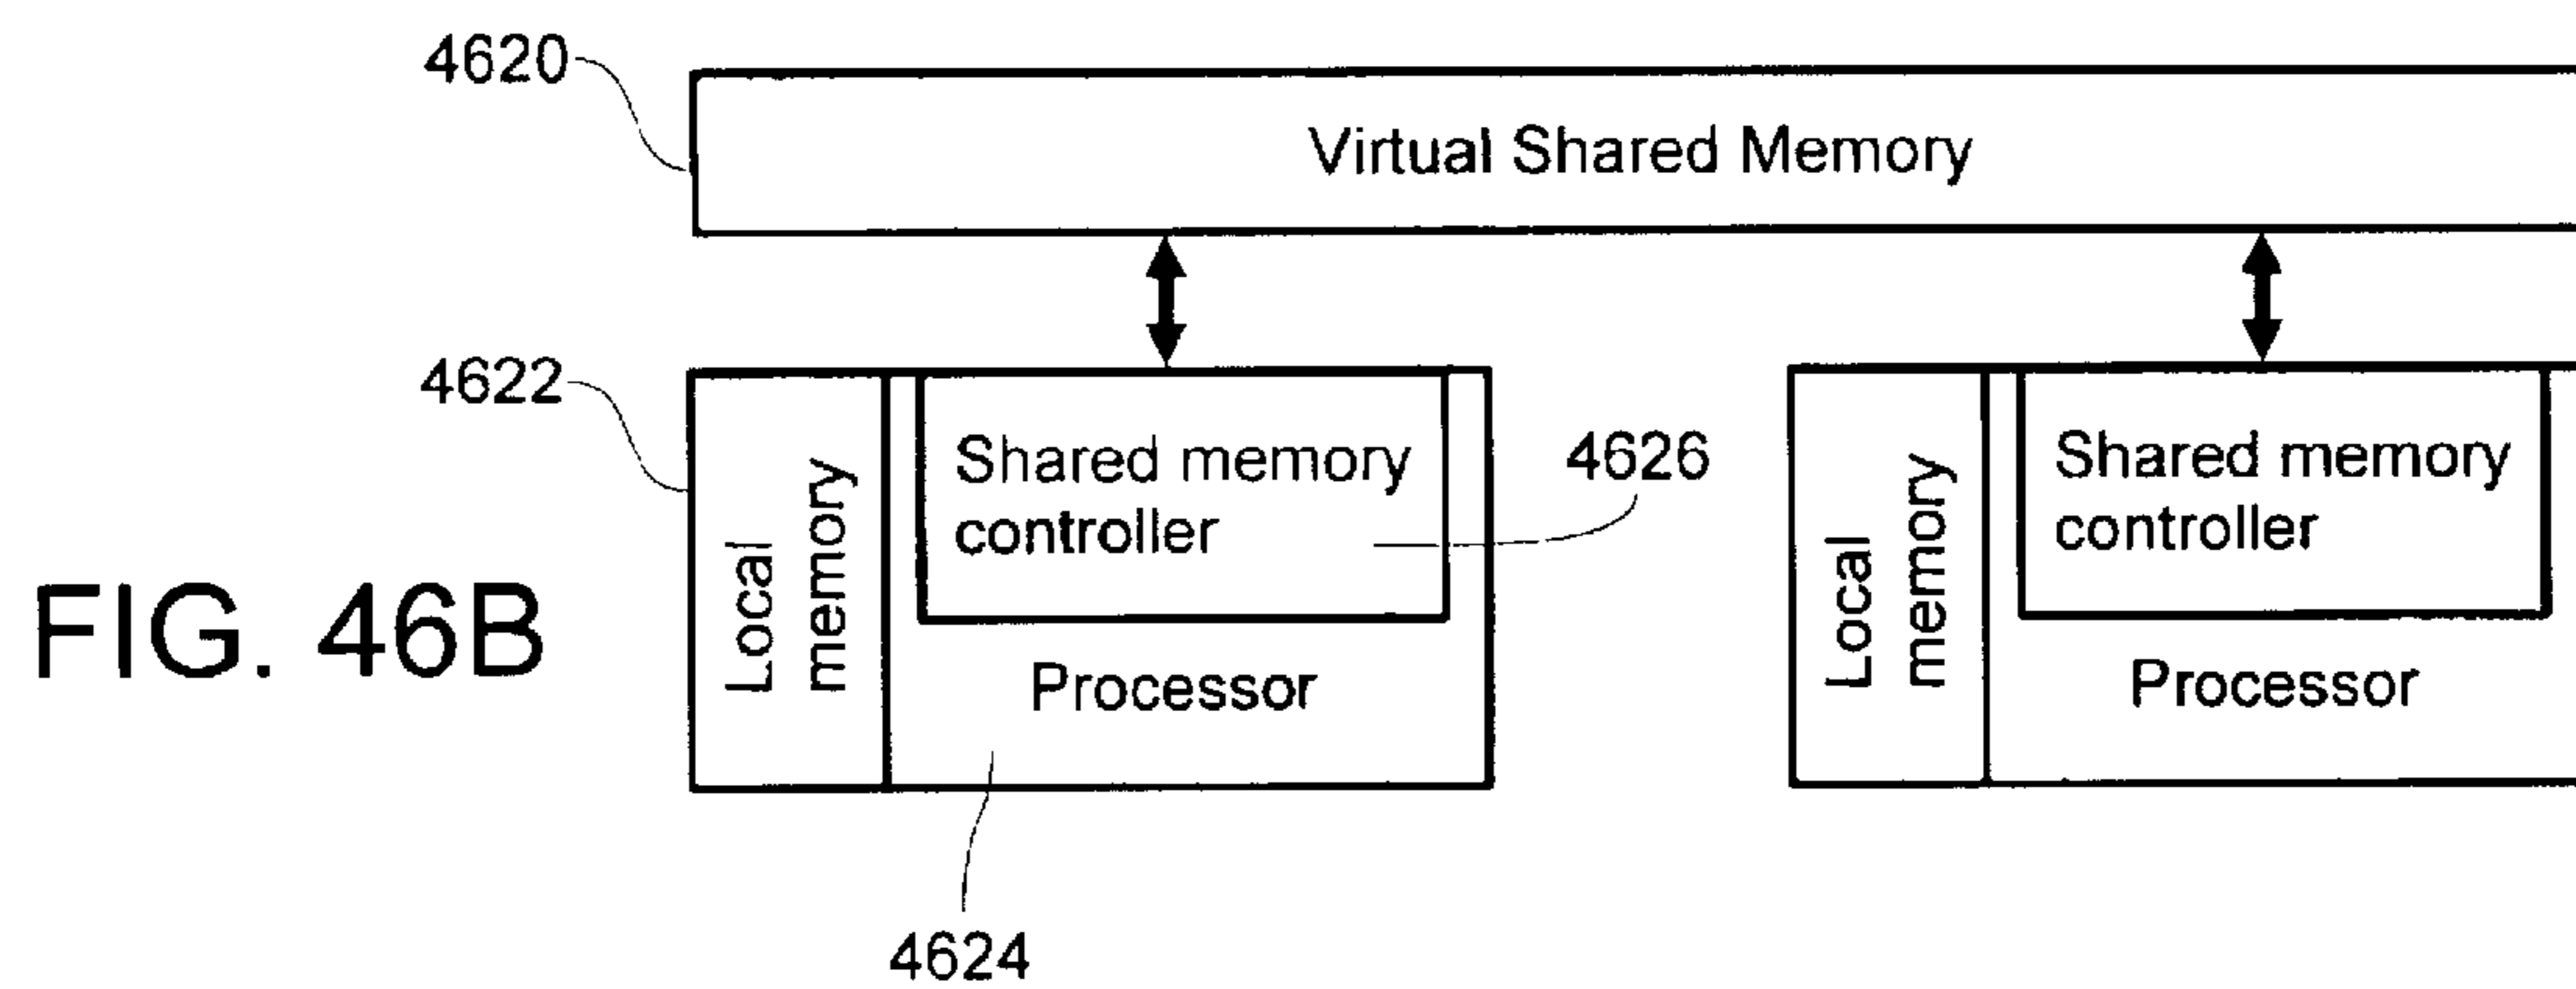 4620
Virtual Shared Memory
4622
Local
memory
Shared memory
controller
4626
Processor
4624
Local
memory
Shared memory
controller
Processor
FIG. 46B